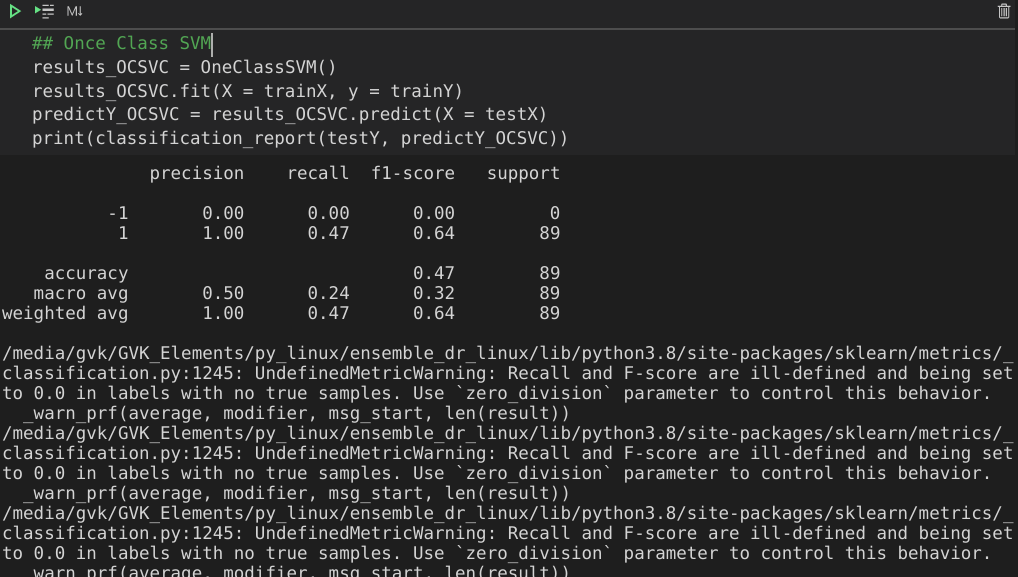 M↓
## Once Class SVM
results_OCSVC = OneClassSVM()
results_OCSVC.fit(X = trainX, y = trainY)
predictY_OCSVC = results_OCSVC.predict(X = testX)
print(classification_report(testY, predictY_OCSVC))
precision recall f1-score support
-1 0.00 0.00 0.00 0
1 1.00 0.47 0.64 89
accuracy 0.47 89
macro avg 0.50 0.24 0.32 89
weighted avg 1.00 0.47 0.64 89
/media/gvk/GVK_Elements/py_linux/ensemble_dr_linux/lib/python3.8/site-packages/sklearn/metrics/_
classification.py:1245: UndefinedMetricWarning: Recall and F-score are ill-defined and being set
to 0.0 in labels with no true samples. Use `zero_division` parameter to control this behavior.
_warn_prf(average, modifier, msg_start, len(result))
/media/gvk/GVK_Elements/py_linux/ensemble_dr_linux/lib/python3.8/site-packages/sklearn/metrics/_
classification.py:1245: UndefinedMetricWarning: Recall and F-score are ill-defined and being set
to 0.0 in labels with no true samples. Use `zero_division` parameter to control this behavior.
_warn_prf(average, modifier, msg_start, len(result))
/media/gvk/GVK_Elements/py_linux/ensemble_dr_linux/lib/python3.8/site-packages/sklearn/metrics/_
classification.py:1245: UndefinedMetricWarning: Recall and F-score are ill-defined and being set
to 0.0 in labels with no true samples. Use `zero_division` parameter to control this behavior.
_warn_prf(average, modifier, msg_start, len(result))